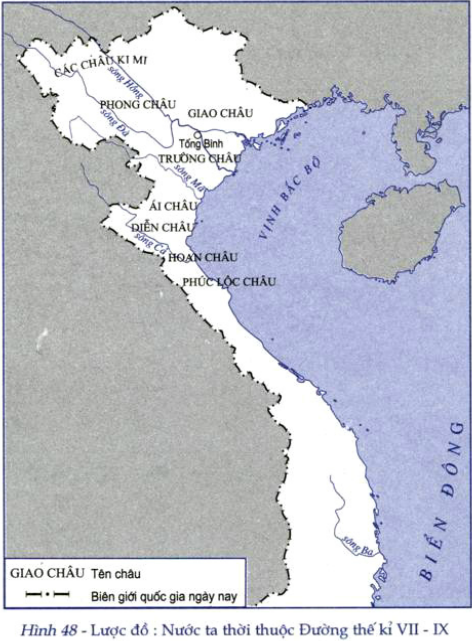 CÁC CHÂU KI MI
sông Hồng
PHONG CHÂU
GIAO CHÂU
sông Đà
Tống Bình
TRƯỜNG CHÂU
sông Mã
VỊNH BẮC BỘ
ÁI CHÂU
DIỄN CHÂU
sông Cả
HOAN CHÂU
PHÚC LỘC CHÂU
BIỂN ĐÔNG
sông Ba
GIAO CHÂU Tên châu
Biên giới quốc gia ngày nay
Hình 48 - Lược đồ : Nước ta thời thuộc Đường thế kỉ VII - IX